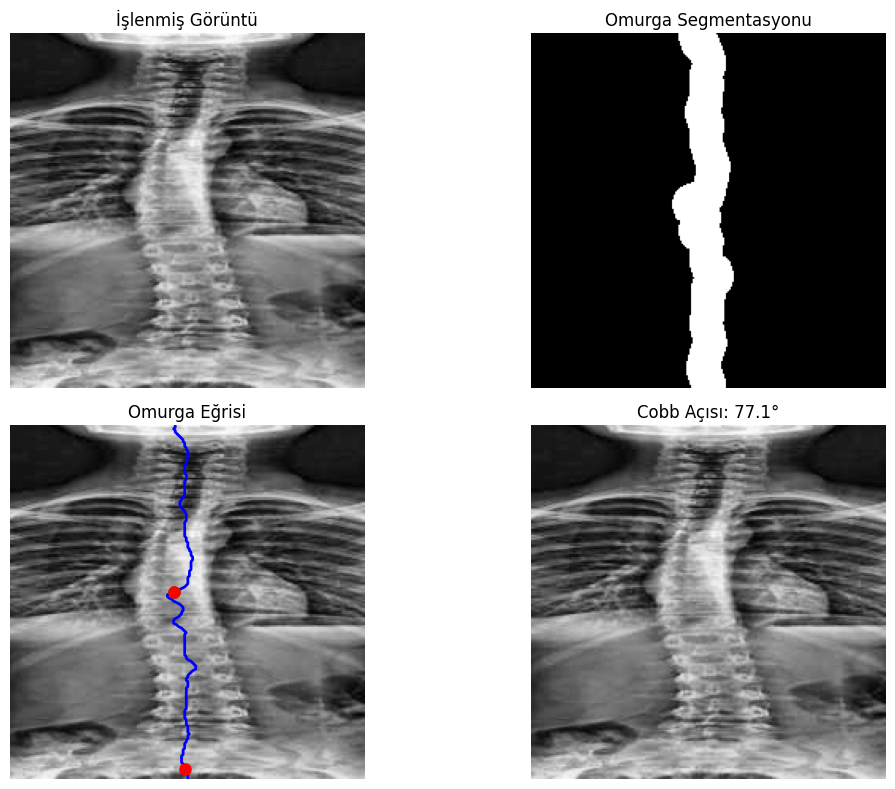 İşlenmiş Görüntü
Omurga Segmentasyonu
Omurga Eğrisi
Cobb Açısı: 77.1°